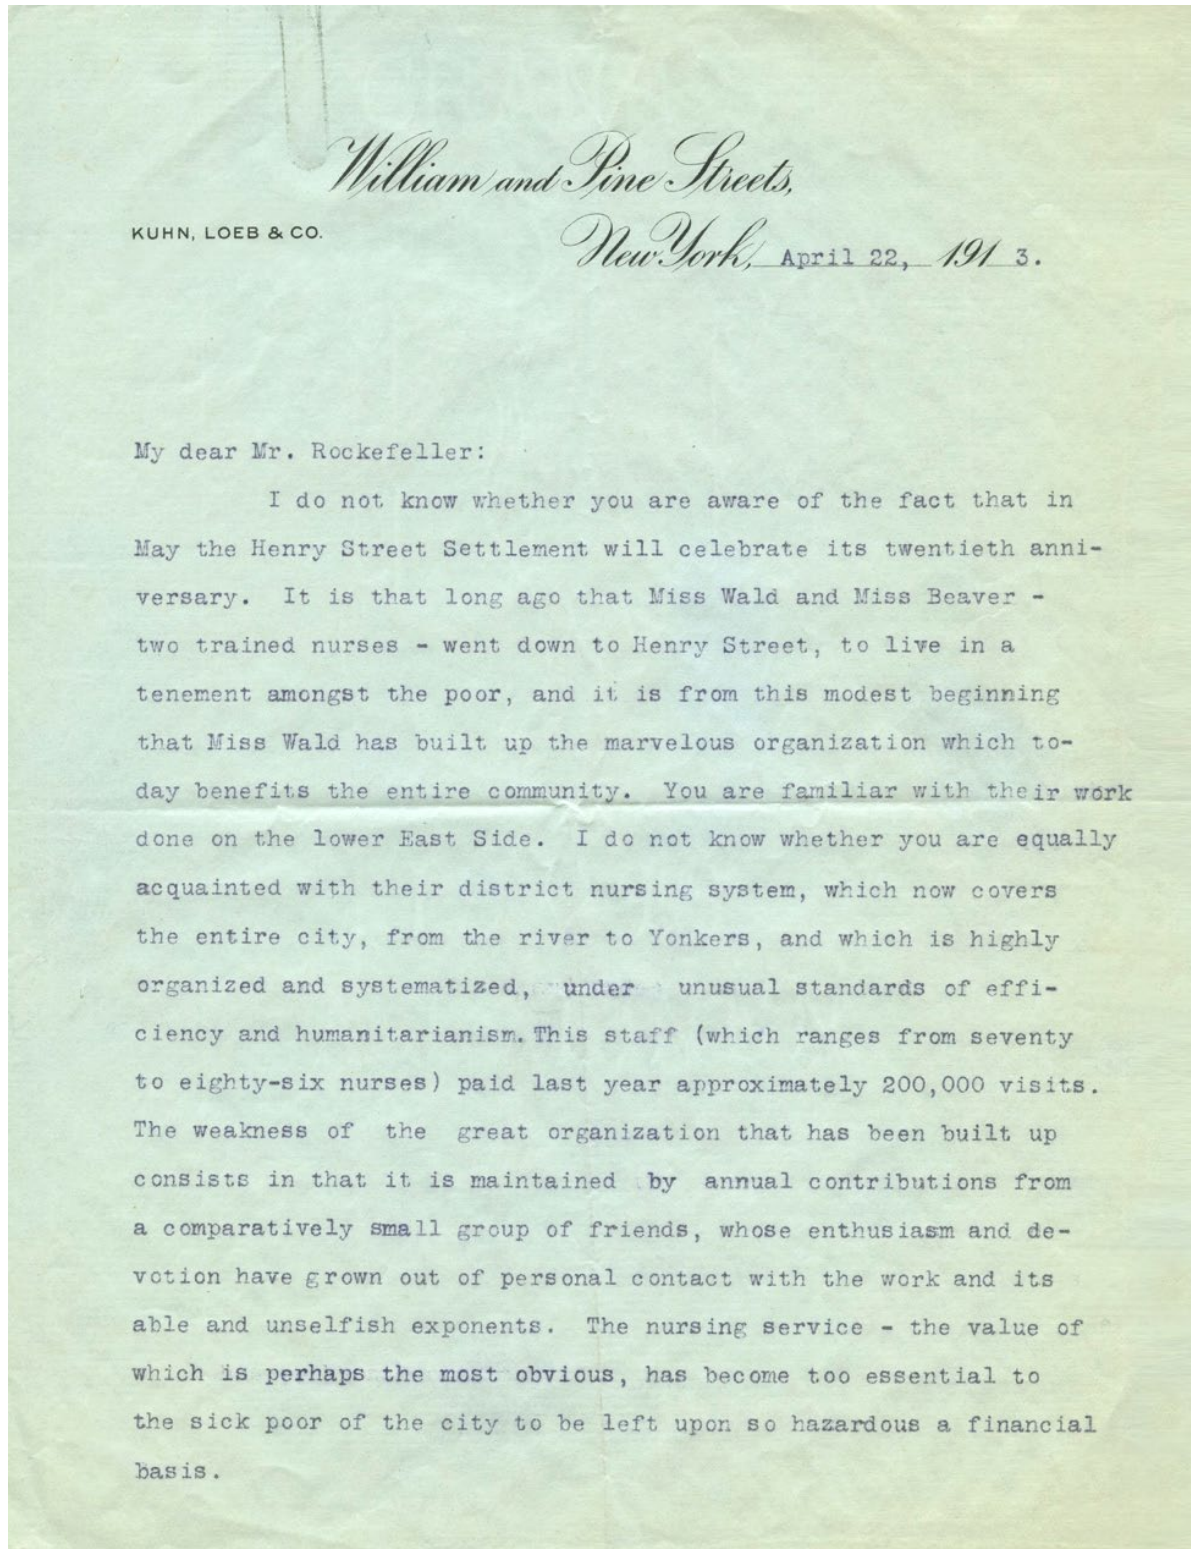 William and Pine Streets,
KUHN, LOEB & CO.
New York, April 22, 1913.
My dear Mr. Rockefeller:
I do not know whether you are aware of the fact that in
May the Henry Street Settlement will celebrate its twentieth anni-
versary. It is that long ago that Miss Wald and Miss Beaver -
two trained nurses - went down to Henry Street, to live in a
tenement amongst the poor, and it is from this modest beginning
that Miss Wald has built up the marvelous organization which to-
day benefits the entire community. You are familiar with their work
done on the lower East Side. I do not know whether you are equally
acquainted with their district nursing system, which now covers
the entire city, from the river to Yonkers, and which is highly
organized and systematized, under unusual standards of effi-
ciency and humanitarianism. This staff (which ranges from seventy
to eighty-six nurses) paid last year approximately 200,000 visits.
The weakness of the great organization that has been built up
consists in that it is maintained by annual contributions from
a comparatively small group of friends, whose enthusiasm and de-
votion have grown out of personal contact with the work and its
able and unselfish exponents. The nursing service - the value of
which is perhaps the most obvious, has become too essential to
the sick poor of the city to be left upon so hazardous a financial
basis.